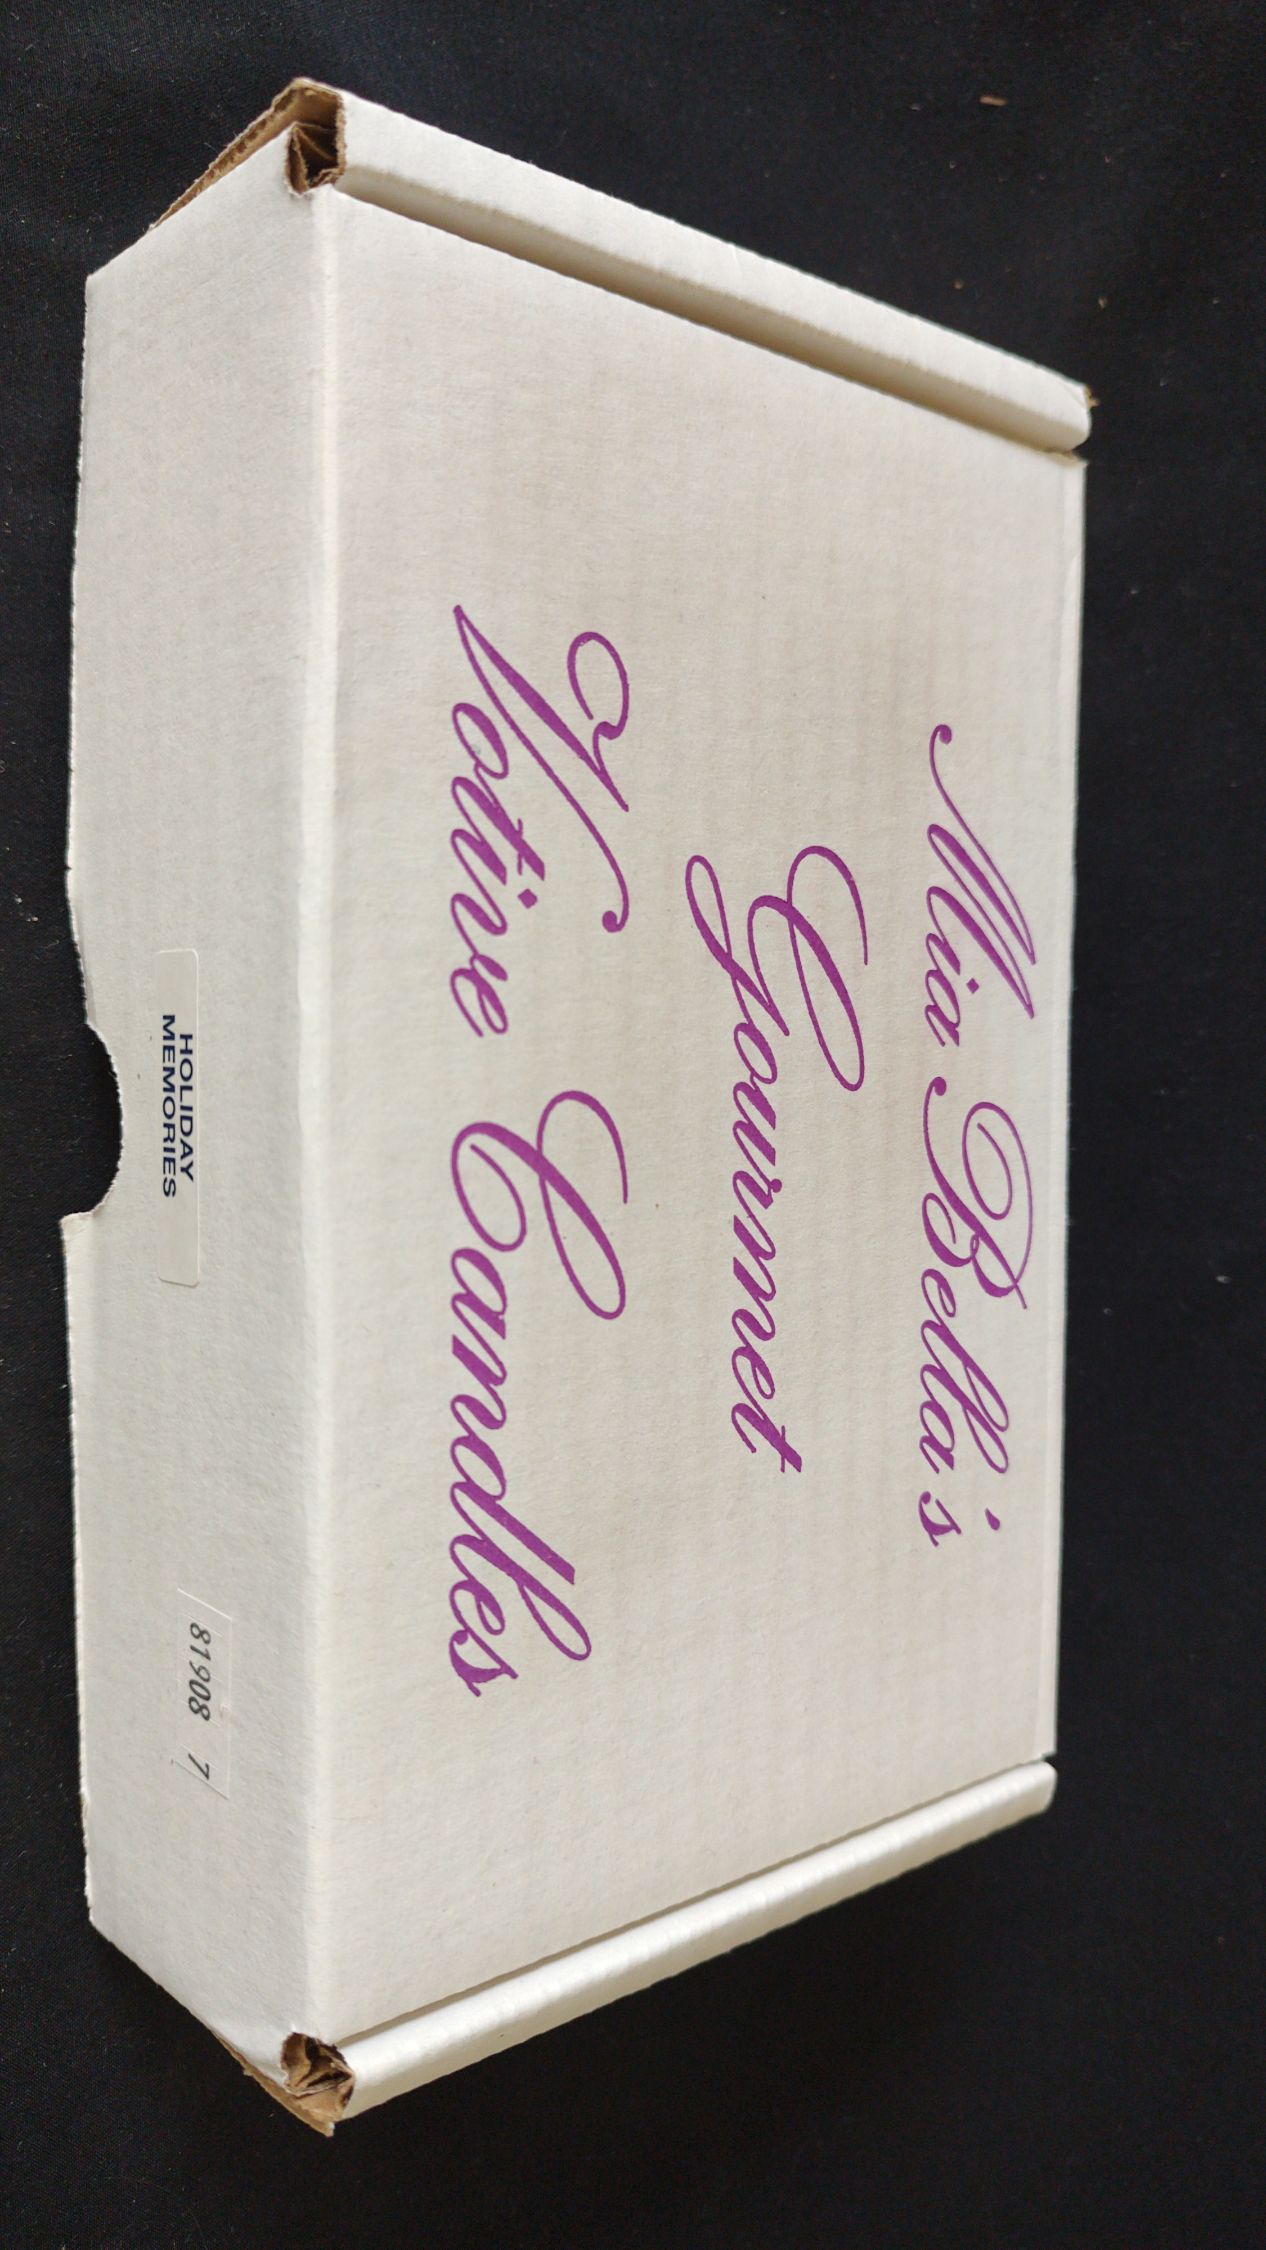 Mia Bella's
Gourmet
Votive Candles
HOLIDAY
MEMORIES
81908 7